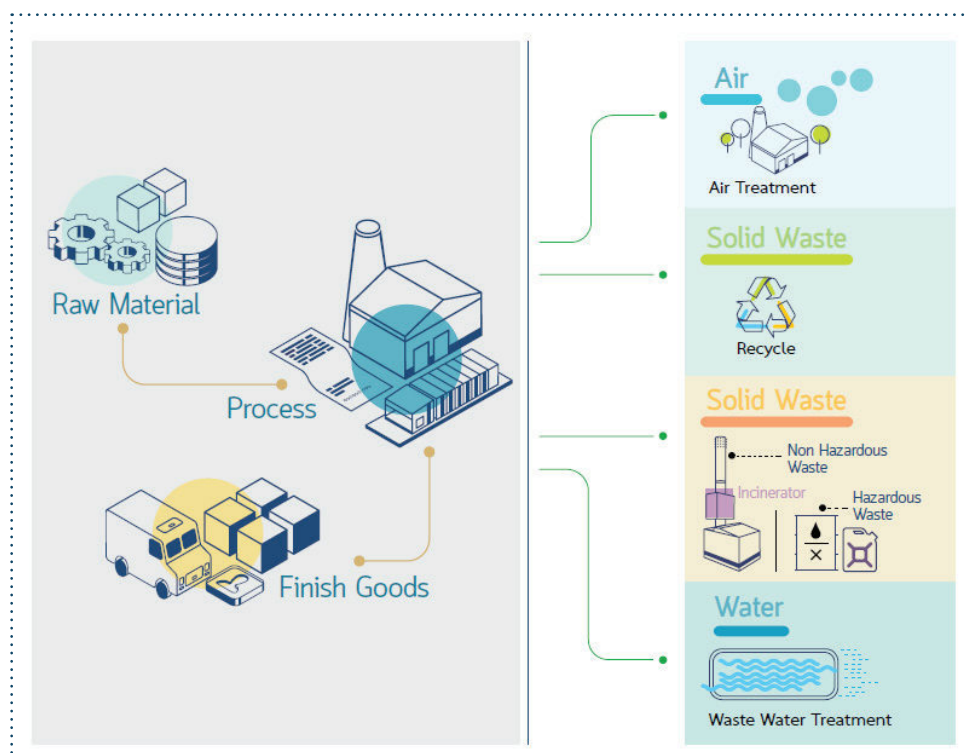 Raw Material
Process
Finish Goods
Air
Air Treatment
Solid Waste
Recycle
Solid Waste
Non Hazardous
Waste
Incinerator
Hazardous
Waste
Water
Waste Water Treatment